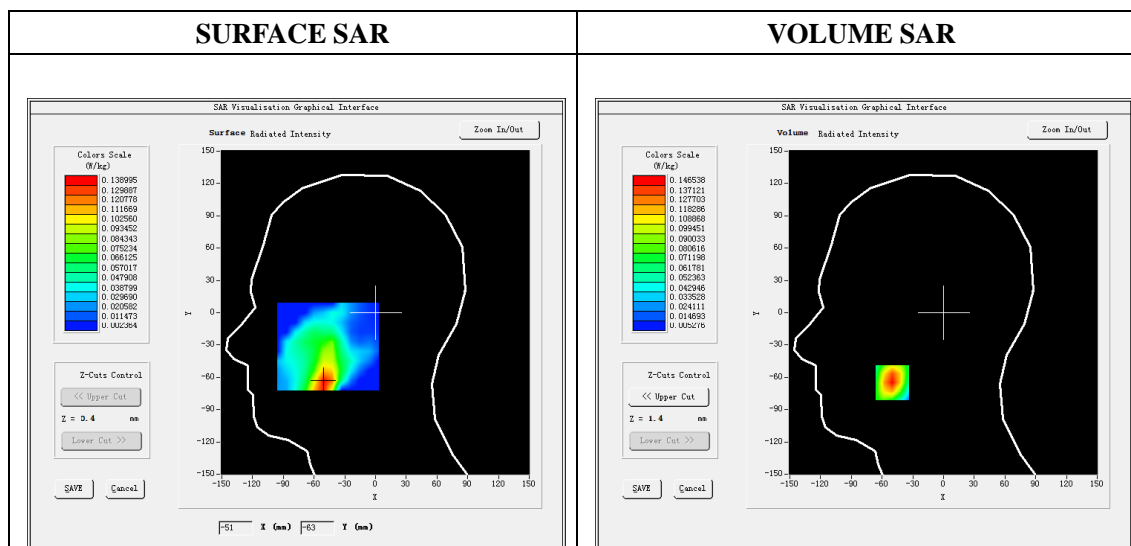 SURFACE SAR
VOLUME SAR
SAR Visualisation Graphical Interface
Surface Radiated Intensity
Zoom In/Out
Colors Scale
(W/kg)
0.138995
0.129887
0.120778
0.111669
0.102560
0.093452
0.084343
0.075234
0.066125
0.057017
0.047908
0.038799
0.029690
0.020582
0.011473
0.002364
Z-Cuts Control
<< Upper Cut
Z = 0.4 mm
Lower Cut >>
SAVE Cancel
150
120
90
60
30
0
-30
-60
-90
-120
-150
Y
-150 -120 -90 -60 -30 0 30 60 90 120 150
X
-51 X (mm) -63 Y (mm)
SAR Visualisation Graphical Interface
Volume Radiated Intensity
Zoom In/Out
Colors Scale
(W/kg)
0.146538
0.137121
0.127703
0.118286
0.108868
0.099451
0.090033
0.080616
0.071198
0.061781
0.052363
0.042946
0.033528
0.024111
0.014693
0.005276
Z-Cuts Control
<< Upper Cut
Z = 1.4 mm
Lower Cut >>
SAVE Cancel
150
120
90
60
30
0
-30
-60
-90
-120
-150
Y
-150 -120 -90 -60 -30 0 30 60 90 120 150
X